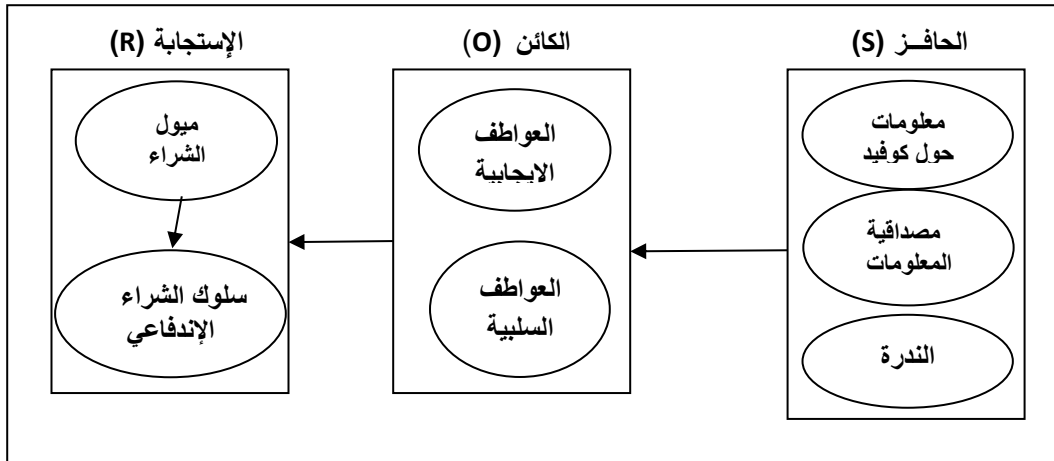 الحافــز (S)
الكائن (O)
الإستجابة (R)
معلومات
حول كوفيد
مصداقية
المعلومات
الندرة
العواطف
الايجابية
العواطف
السلبية
ميول
الشراء
سلوك الشراء
الإندفاعي